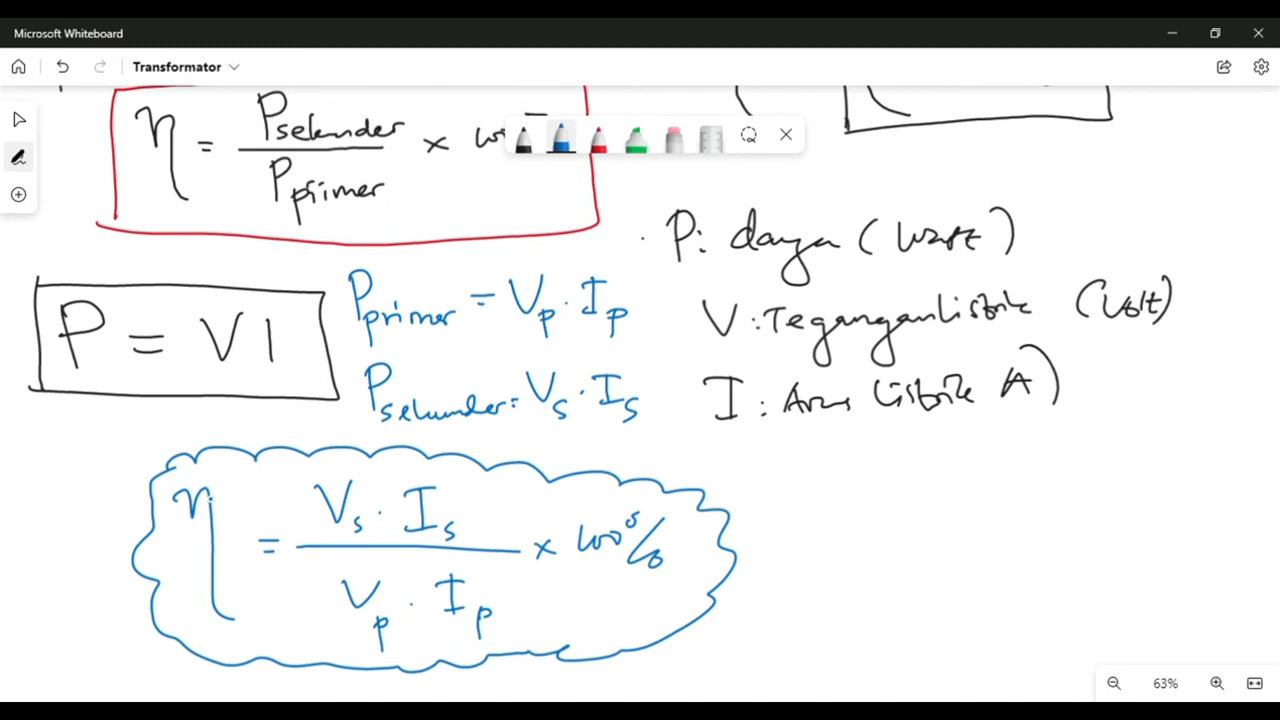 Microsoft Whiteboard
Transformator
η = Psekunder / Pprimer ×
P: daya (Watt)
P = VI
Pprimer = Vp · Ip
V: Tegangan Listrik (Volt)
Psekunder = Vs · Is
I: Arus Listrik A)
η = Vs · Is / Vp · Ip × 100%
63%